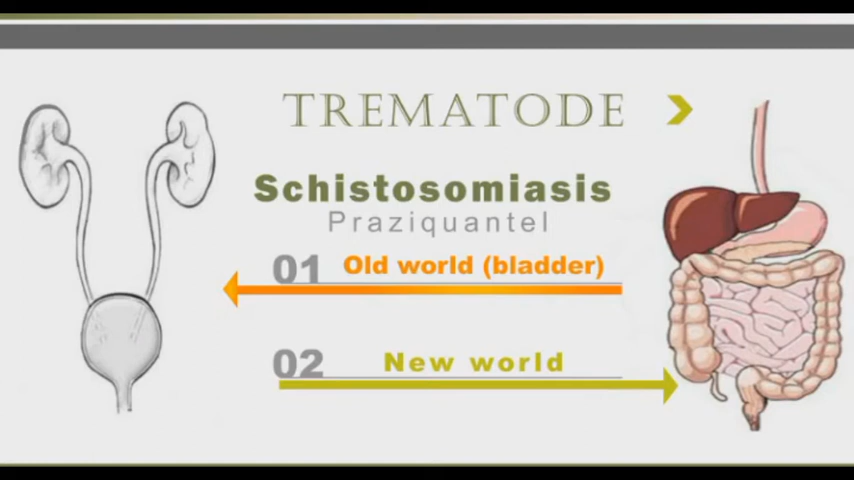 TREMATODE
Schistosomiasis
Praziquantel
01 Old world (bladder)
02 New world